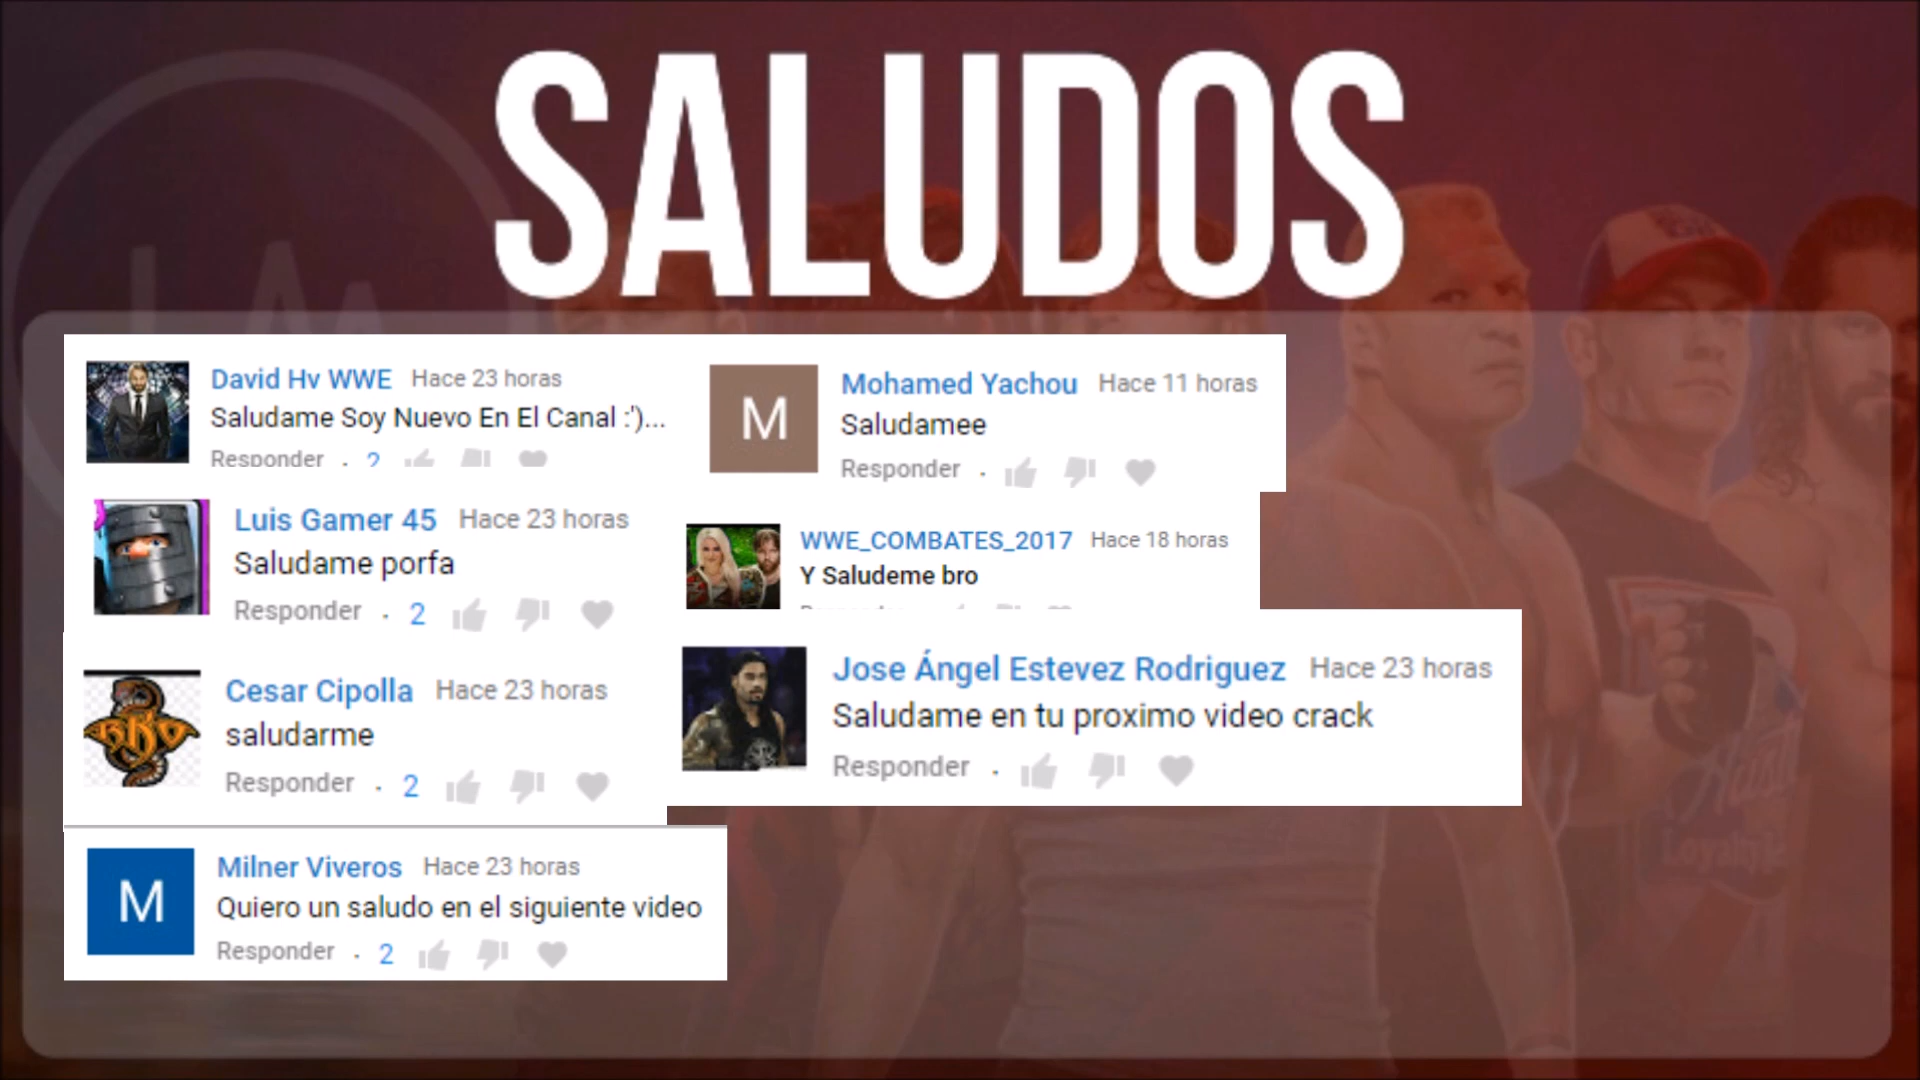 SALUDOS
David Hv WWE Hace 23 horas
Saludame Soy Nuevo En El Canal :')...
Responder . 2
Mohamed Yachou Hace 11 horas
M
Saludamee
Responder .
Luis Gamer 45 Hace 23 horas
Saludame porfa
Responder . 2
WWE_COMBATES_2017 Hace 18 horas
Y Saludeme bro
Cesar Cipolla Hace 23 horas
RKO
saludarme
Responder . 2
Jose Ángel Estevez Rodriguez Hace 23 horas
Saludame en tu proximo video crack
Responder .
Milner Viveros Hace 23 horas
M
Quiero un saludo en el siguiente video
Responder . 2